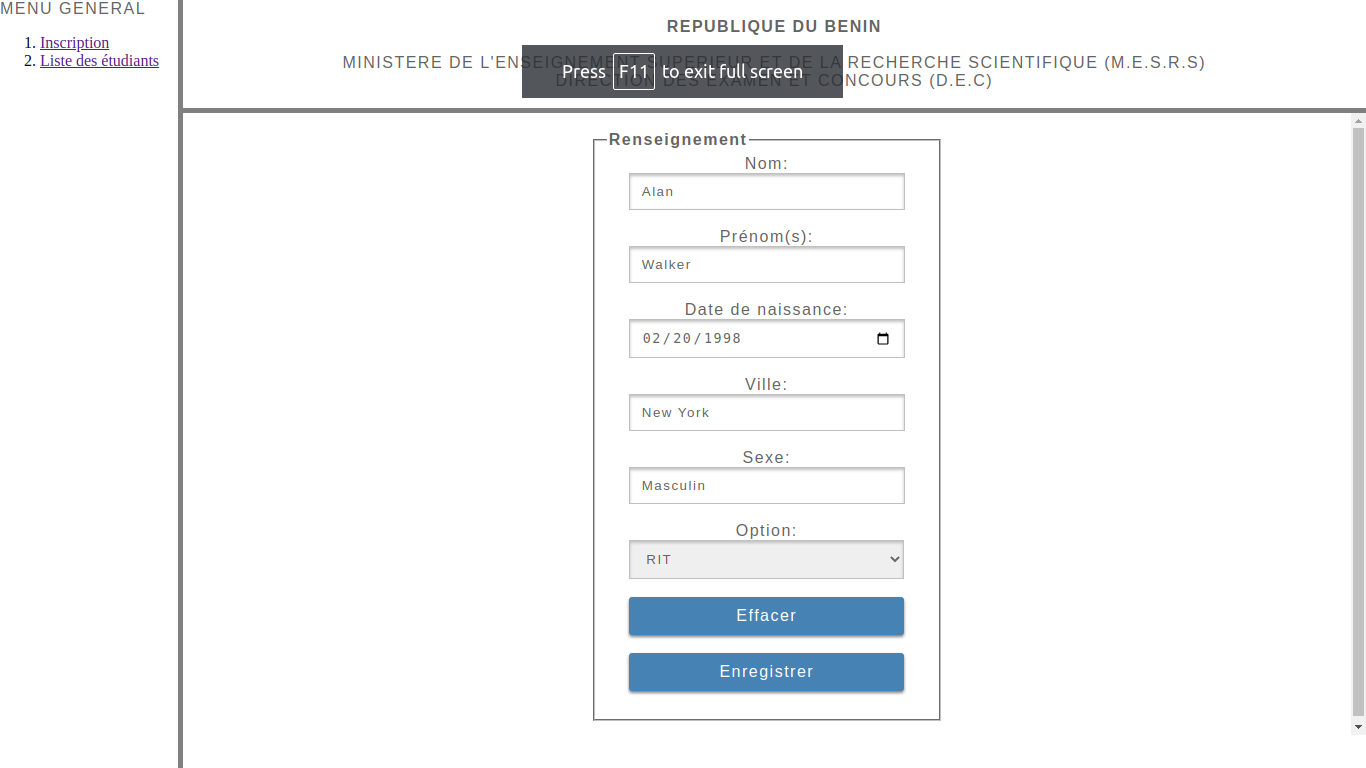 MENU GENERAL
1. Inscription
2. Liste des étudiants
REPUBLIQUE DU BENIN
MINISTERE DE L'ENSEIGNEMENT SUPERIEUR ET DE LA RECHERCHE SCIENTIFIQUE (M.E.S.R.S)
DIRECTION DES EXAMEN ET CONCOURS (D.E.C)
Press F11 to exit full screen
Renseignement
Nom:
Alan
Prénom(s):
Walker
Date de naissance:
02/20/1998
Ville:
New York
Sexe:
Masculin
Option:
RIT
Effacer
Enregistrer